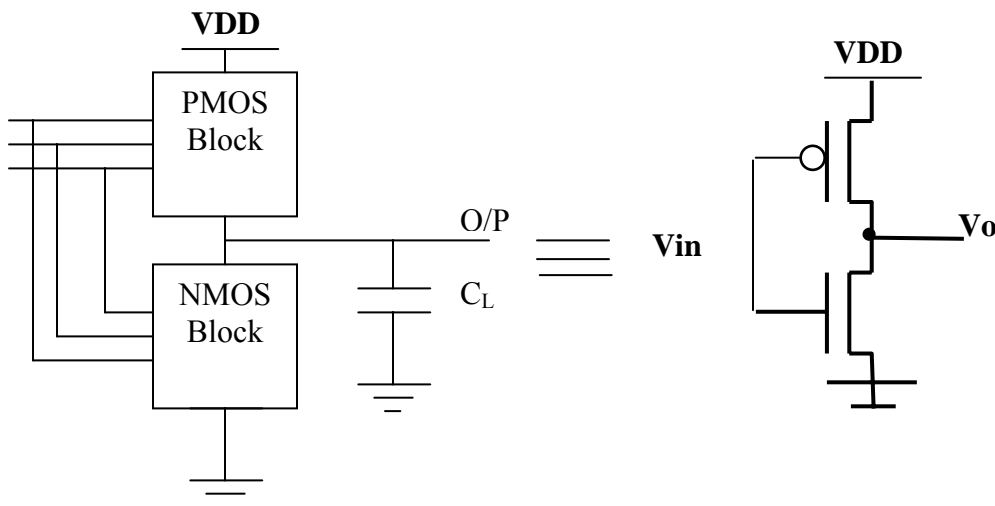 VDD
PMOS
Block
O/P
C_L
NMOS
Block
VDD
Vin
Vo